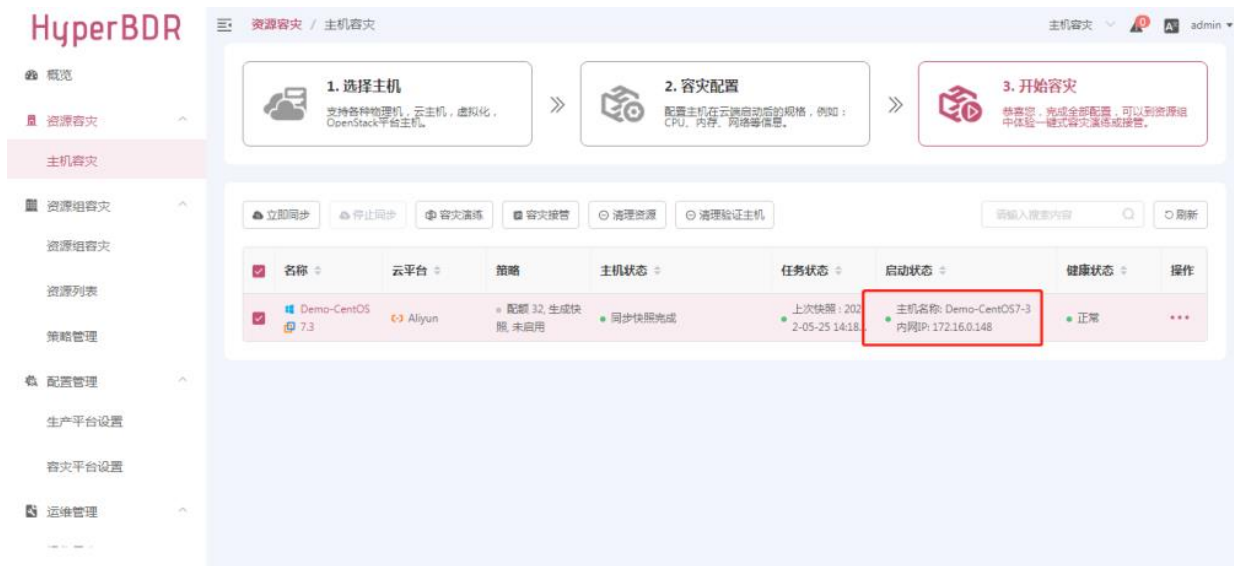 HyperBDR
资源容灾 / 主机容灾
主机容灾
0
admin
概览
资源容灾
主机容灾
资源组容灾
资源组容灾
资源列表
策略管理
配置管理
生产平台设置
容灾平台设置
运维管理
1. 选择主机
支持各种物理机，云主机，虚拟化，
OpenStack平台主机。
2. 容灾配置
配置主机在云端启动后的规格，例如：
CPU、内存、网络等信息。
3. 开始容灾
恭喜您，完成全部配置，可以到资源组
中体验一键式容灾演练或接管。
立即同步
停止同步
容灾演练
容灾接管
清理资源
清理验证主机
请输入搜索内容
刷新
名称 云平台 策略 主机状态 任务状态 启动状态 健康状态 操作
Demo-CentOS
7.3
Aliyun
配额 32, 生成快
照, 未启用
同步快照完成
上次快照：202
2-05-25 14:18...
主机名称: Demo-CentOS7-3
内网IP: 172.16.0.148
正常